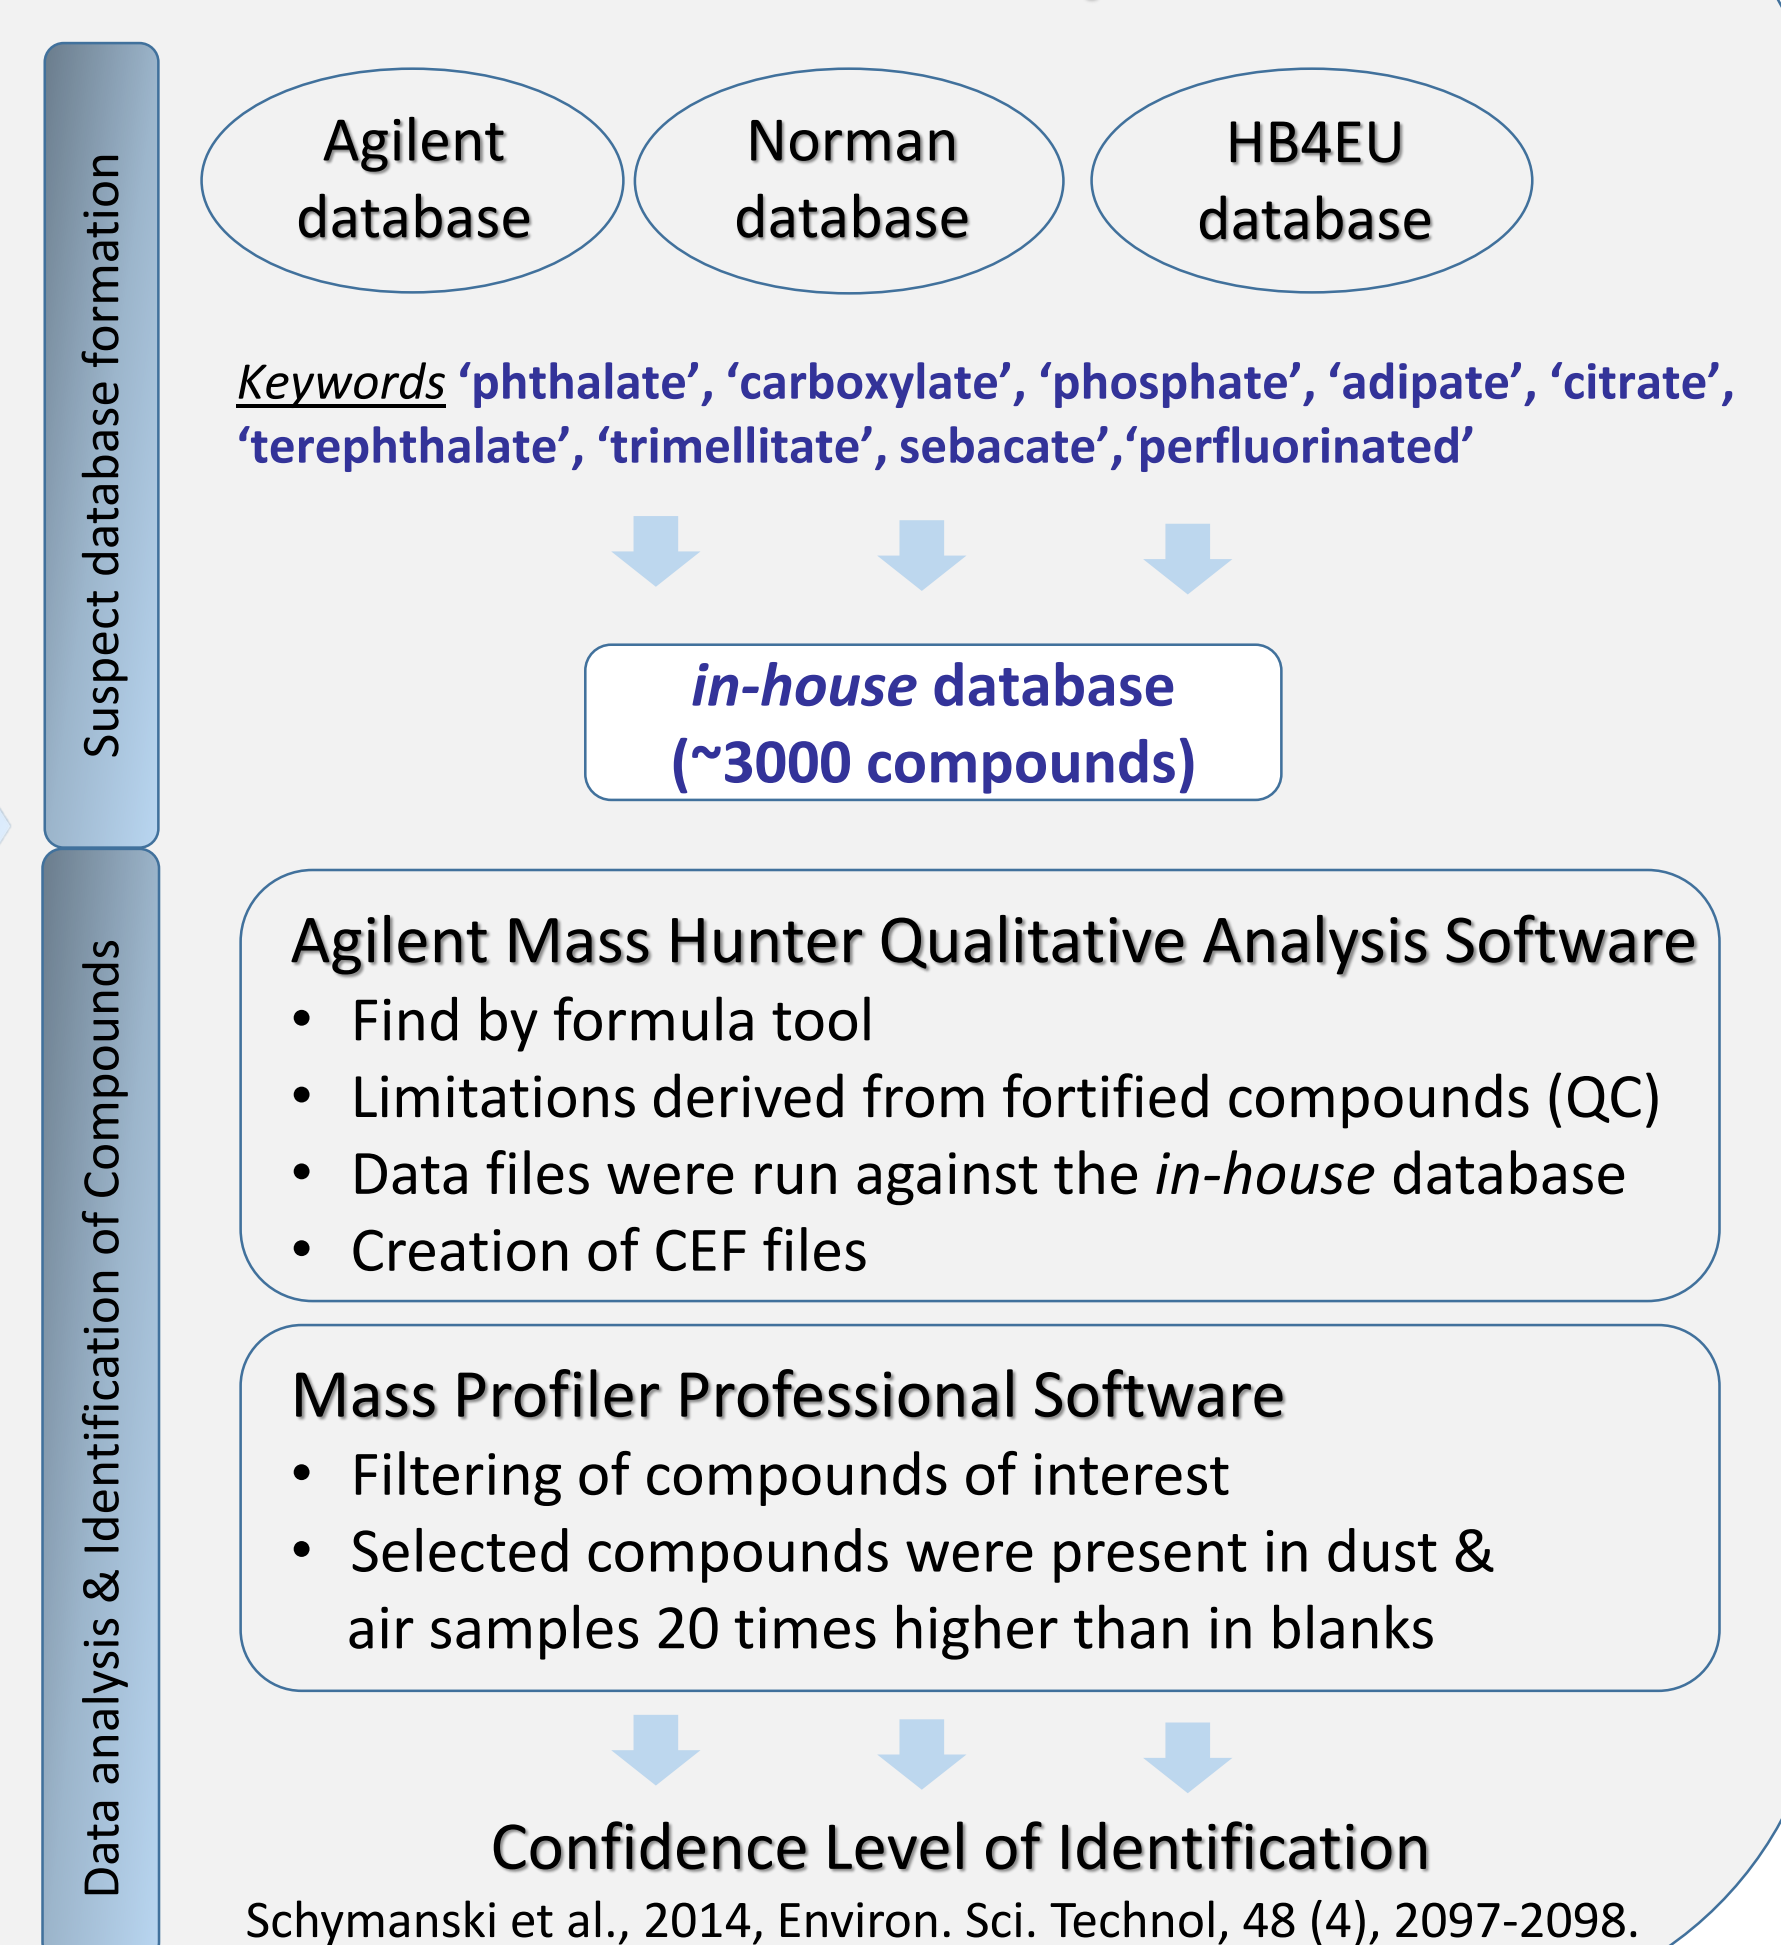 Suspect database formation
Agilent
database
Norman
database
HB4EU
database
Keywords ‘phthalate’, ‘carboxylate’, ‘phosphate’, ‘adipate’, ‘citrate’,
‘terephthalate’, ‘trimellitate’, sebacate’,‘perfluorinated’
in-house database
(~3000 compounds)
Data analysis & Identification of Compounds
Agilent Mass Hunter Qualitative Analysis Software
• Find by formula tool
• Limitations derived from fortified compounds (QC)
• Data files were run against the in-house database
• Creation of CEF files
Mass Profiler Professional Software
• Filtering of compounds of interest
• Selected compounds were present in dust &
air samples 20 times higher than in blanks
Confidence Level of Identification
Schymanski et al., 2014, Environ. Sci. Technol, 48 (4), 2097-2098.